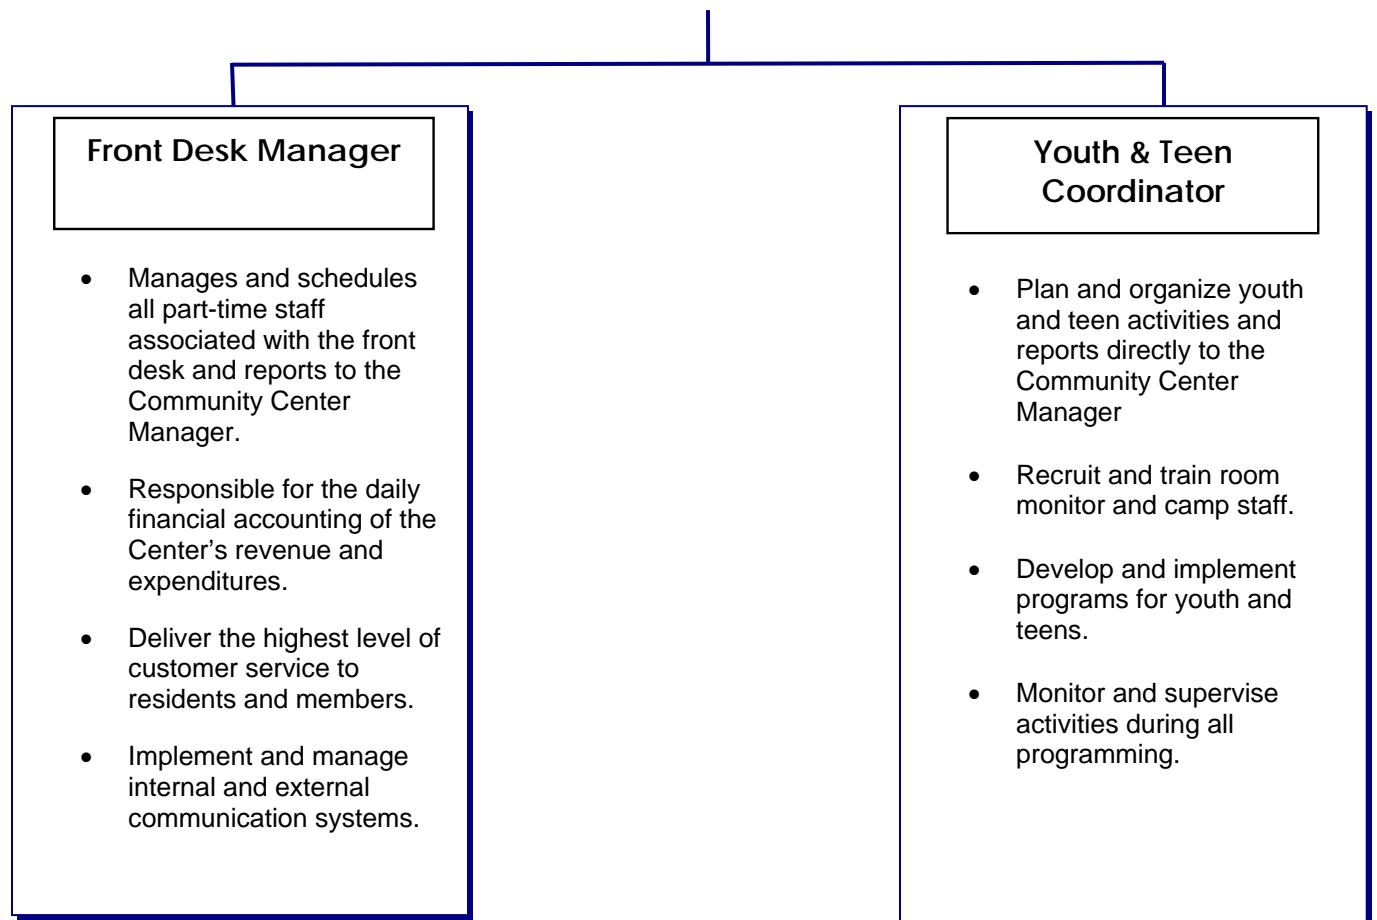 Front Desk Manager
• Manages and schedules
all part-time staff
associated with the front
desk and reports to the
Community Center
Manager.
• Responsible for the daily
financial accounting of the
Center’s revenue and
expenditures.
• Deliver the highest level of
customer service to
residents and members.
• Implement and manage
internal and external
communication systems.
Youth & Teen
Coordinator
• Plan and organize youth
and teen activities and
reports directly to the
Community Center
Manager
• Recruit and train room
monitor and camp staff.
• Develop and implement
programs for youth and
teens.
• Monitor and supervise
activities during all
programming.